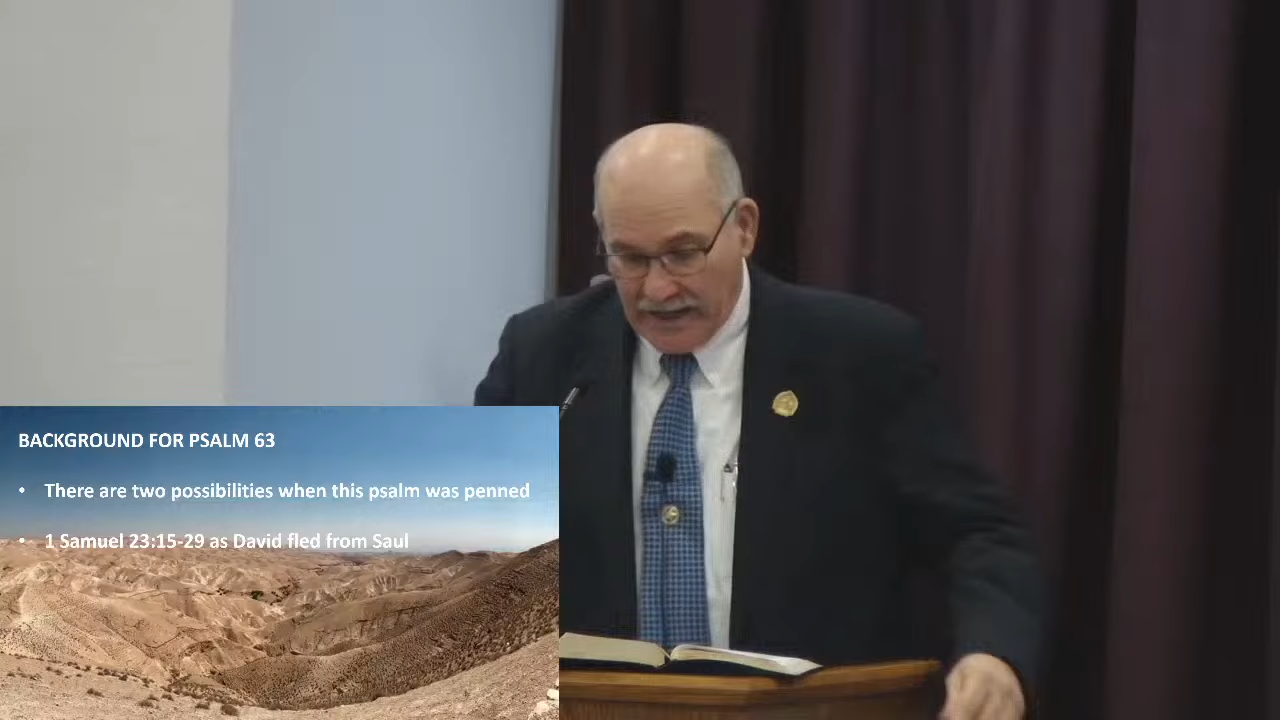 BACKGROUND FOR PSALM 63
• There are two possibilities when this psalm was penned
• 1 Samuel 23:15-29 as David fled from Saul